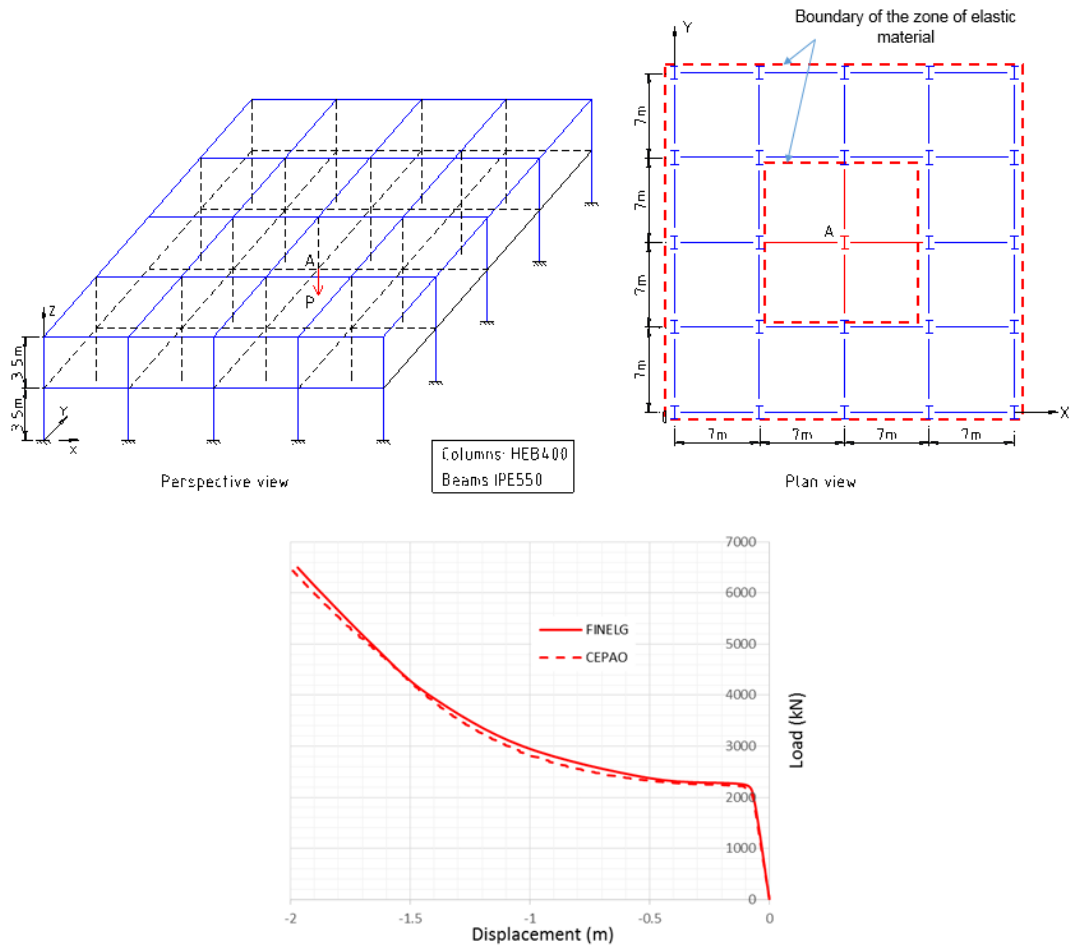 Boundary of the zone of elastic
material
Y
7m
7m
7m
7m
A
X
7m
7m
7m
7m
Plan view
A
P
Z
3.5m
3.5m
Y
X
Perspective view
Columns: HEB400
Beams IPE550
7000
6000
5000
4000
3000
2000
1000
0
FINELG
CEPAO
Load (kN)
-2
-1.5
-1
-0.5
0
Displacement (m)